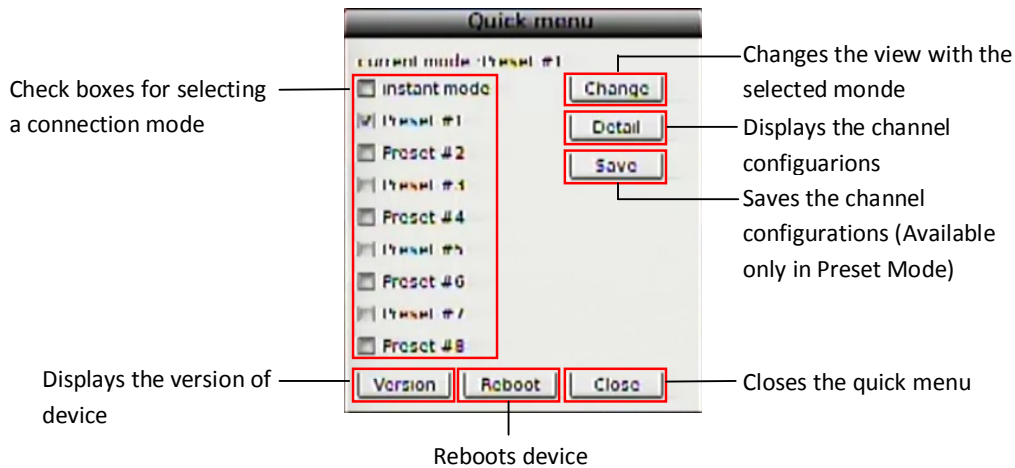 Quick menu
current mode :Preset #1
Changes the view with the
selected monde
Check boxes for selecting
a connection mode
instant mode
Change
Preset #1
Detail
Displays the channel
configuarions
Preset #2
Save
Preset #3
Saves the channel
configurations (Available
only in Preset Mode)
Preset #4
Preset #5
Preset #6
Preset #7
Preset #8
Displays the version of
device
Version
Reboot
Close
Closes the quick menu
Reboots device